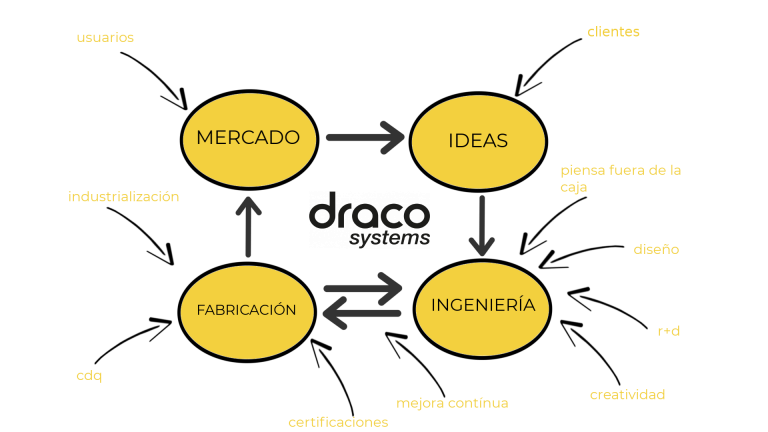 usuarios
clientes
MERCADO
IDEAS
piensa fuera de la
caja
industrialización
draco
systems
diseño
FABRICACIÓN
INGENIERÍA
r+d
cdq
creatividad
mejora contínua
certificaciones